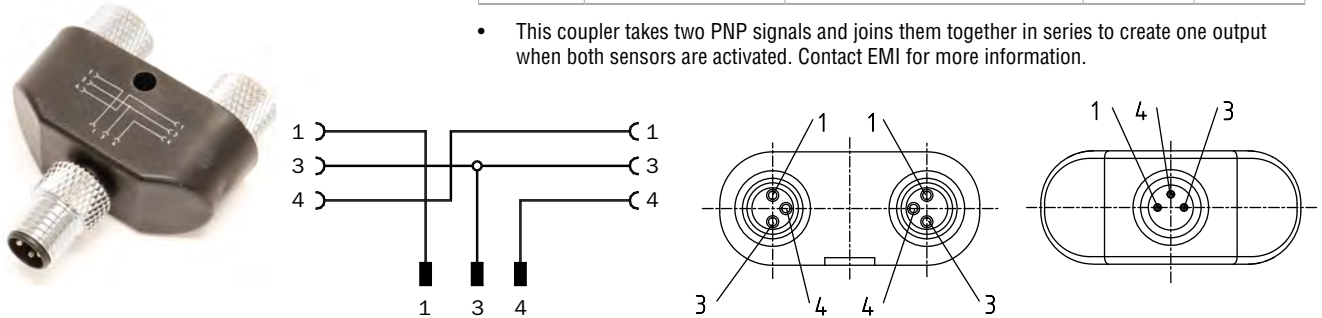 • This coupler takes two PNP signals and joins them together in series to create one output
when both sensors are activated. Contact EMI for more information.
1 1
3 3
4 4
1 3 4
1 1
3 4 4 3
1 4 3